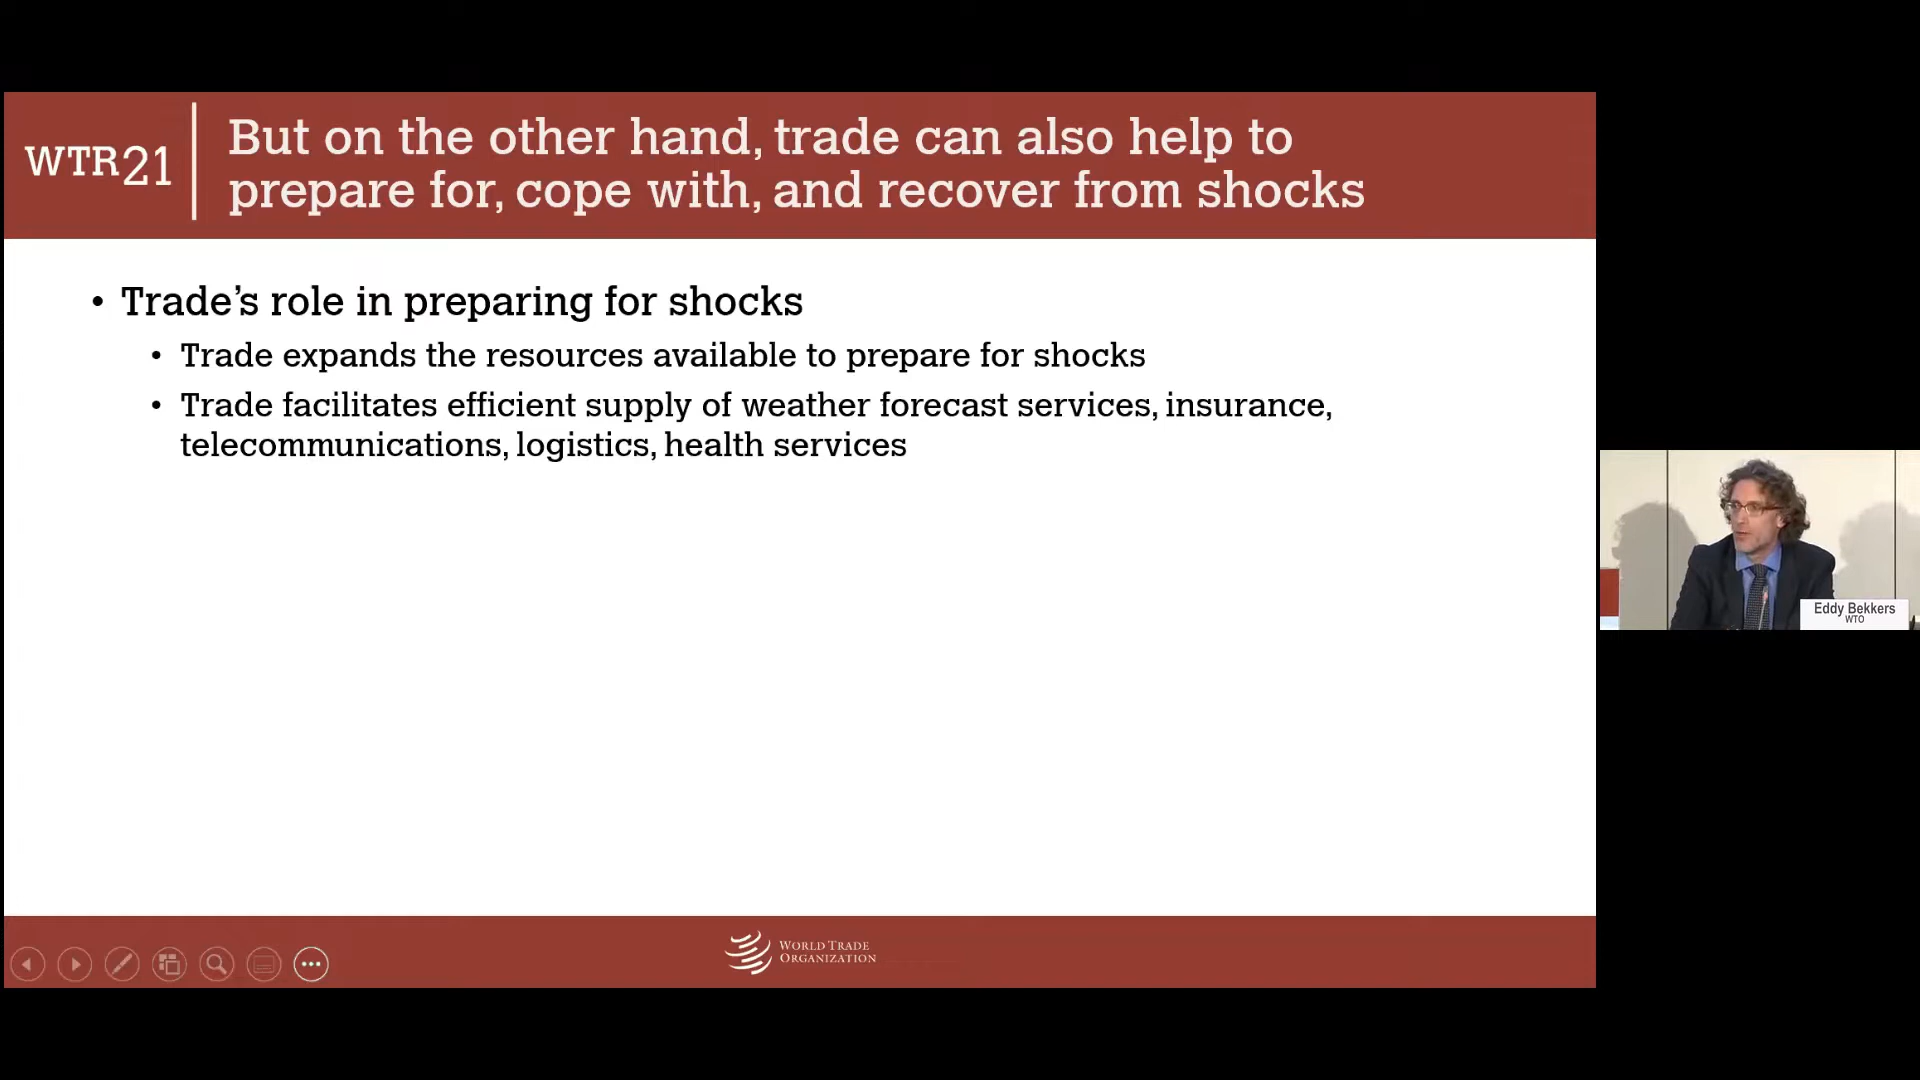 WTR21
But on the other hand, trade can also help to
prepare for, cope with, and recover from shocks
• Trade’s role in preparing for shocks
• Trade expands the resources available to prepare for shocks
• Trade facilitates efficient supply of weather forecast services, insurance,
telecommunications, logistics, health services
Eddy Bekkers
WTO
WORLD TRADE
ORGANIZATION